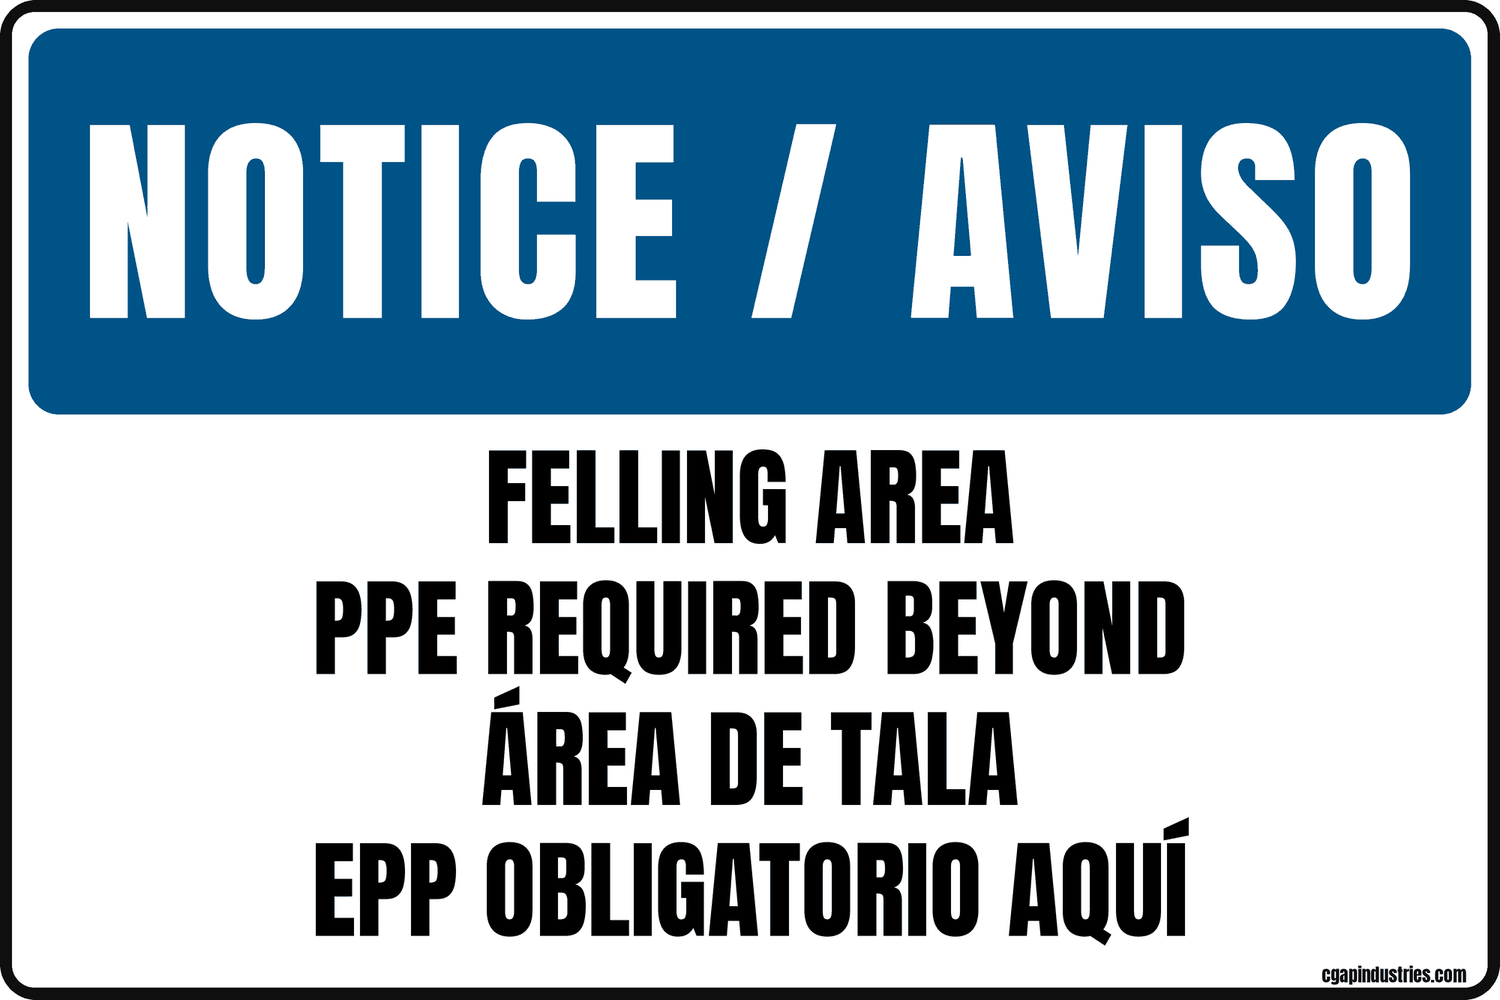 NOTICE / AVISO
FELLING AREA
PPE REQUIRED BEYOND
ÁREA DE TALA
EPP OBLIGATORIO AQUÍ
cgapindustries.com